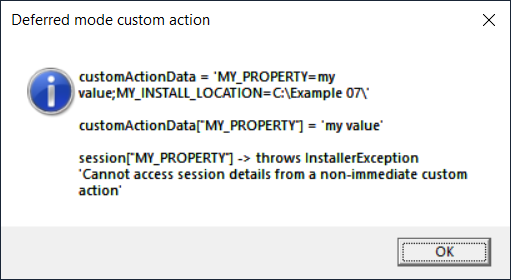 Deferred mode custom action
customActionData = 'MY_PROPERTY=my
value;MY_INSTALL_LOCATION=C:\Example 07\'
customActionData["MY_PROPERTY"] = 'my value'
session["MY_PROPERTY"] -> throws InstallerException
'Cannot access session details from a non-immediate custom
action'
OK